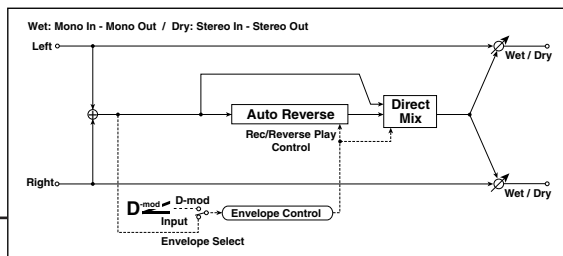 Wet: Mono In - Mono Out / Dry: Stereo In - Stereo Out
Left
Wet / Dry
Auto Reverse
Direct
Mix
Rec/Reverse Play
Control
Right
Wet / Dry
D-mod
D-mod
Input
Envelope Control
Envelope Select